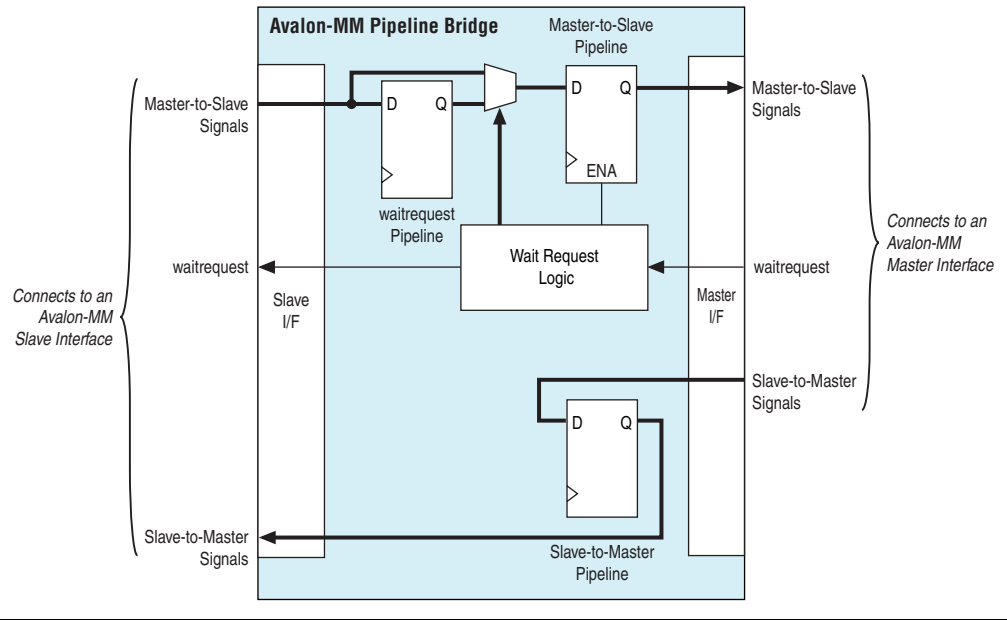 Avalon-MM Pipeline Bridge
Master-to-Slave
Pipeline
Master-to-Slave
Signals
D
Q
waitrequest
Pipeline
D
Q
ENA
Master-to-Slave
Signals
Wait Request
Logic
waitrequest
waitrequest
Slave
I/F
Master
I/F
Connects to an
Avalon-MM
Slave Interface
Connects to an
Avalon-MM
Master Interface
Slave-to-Master
Signals
D
Q
Slave-to-Master
Pipeline
Slave-to-Master
Signals